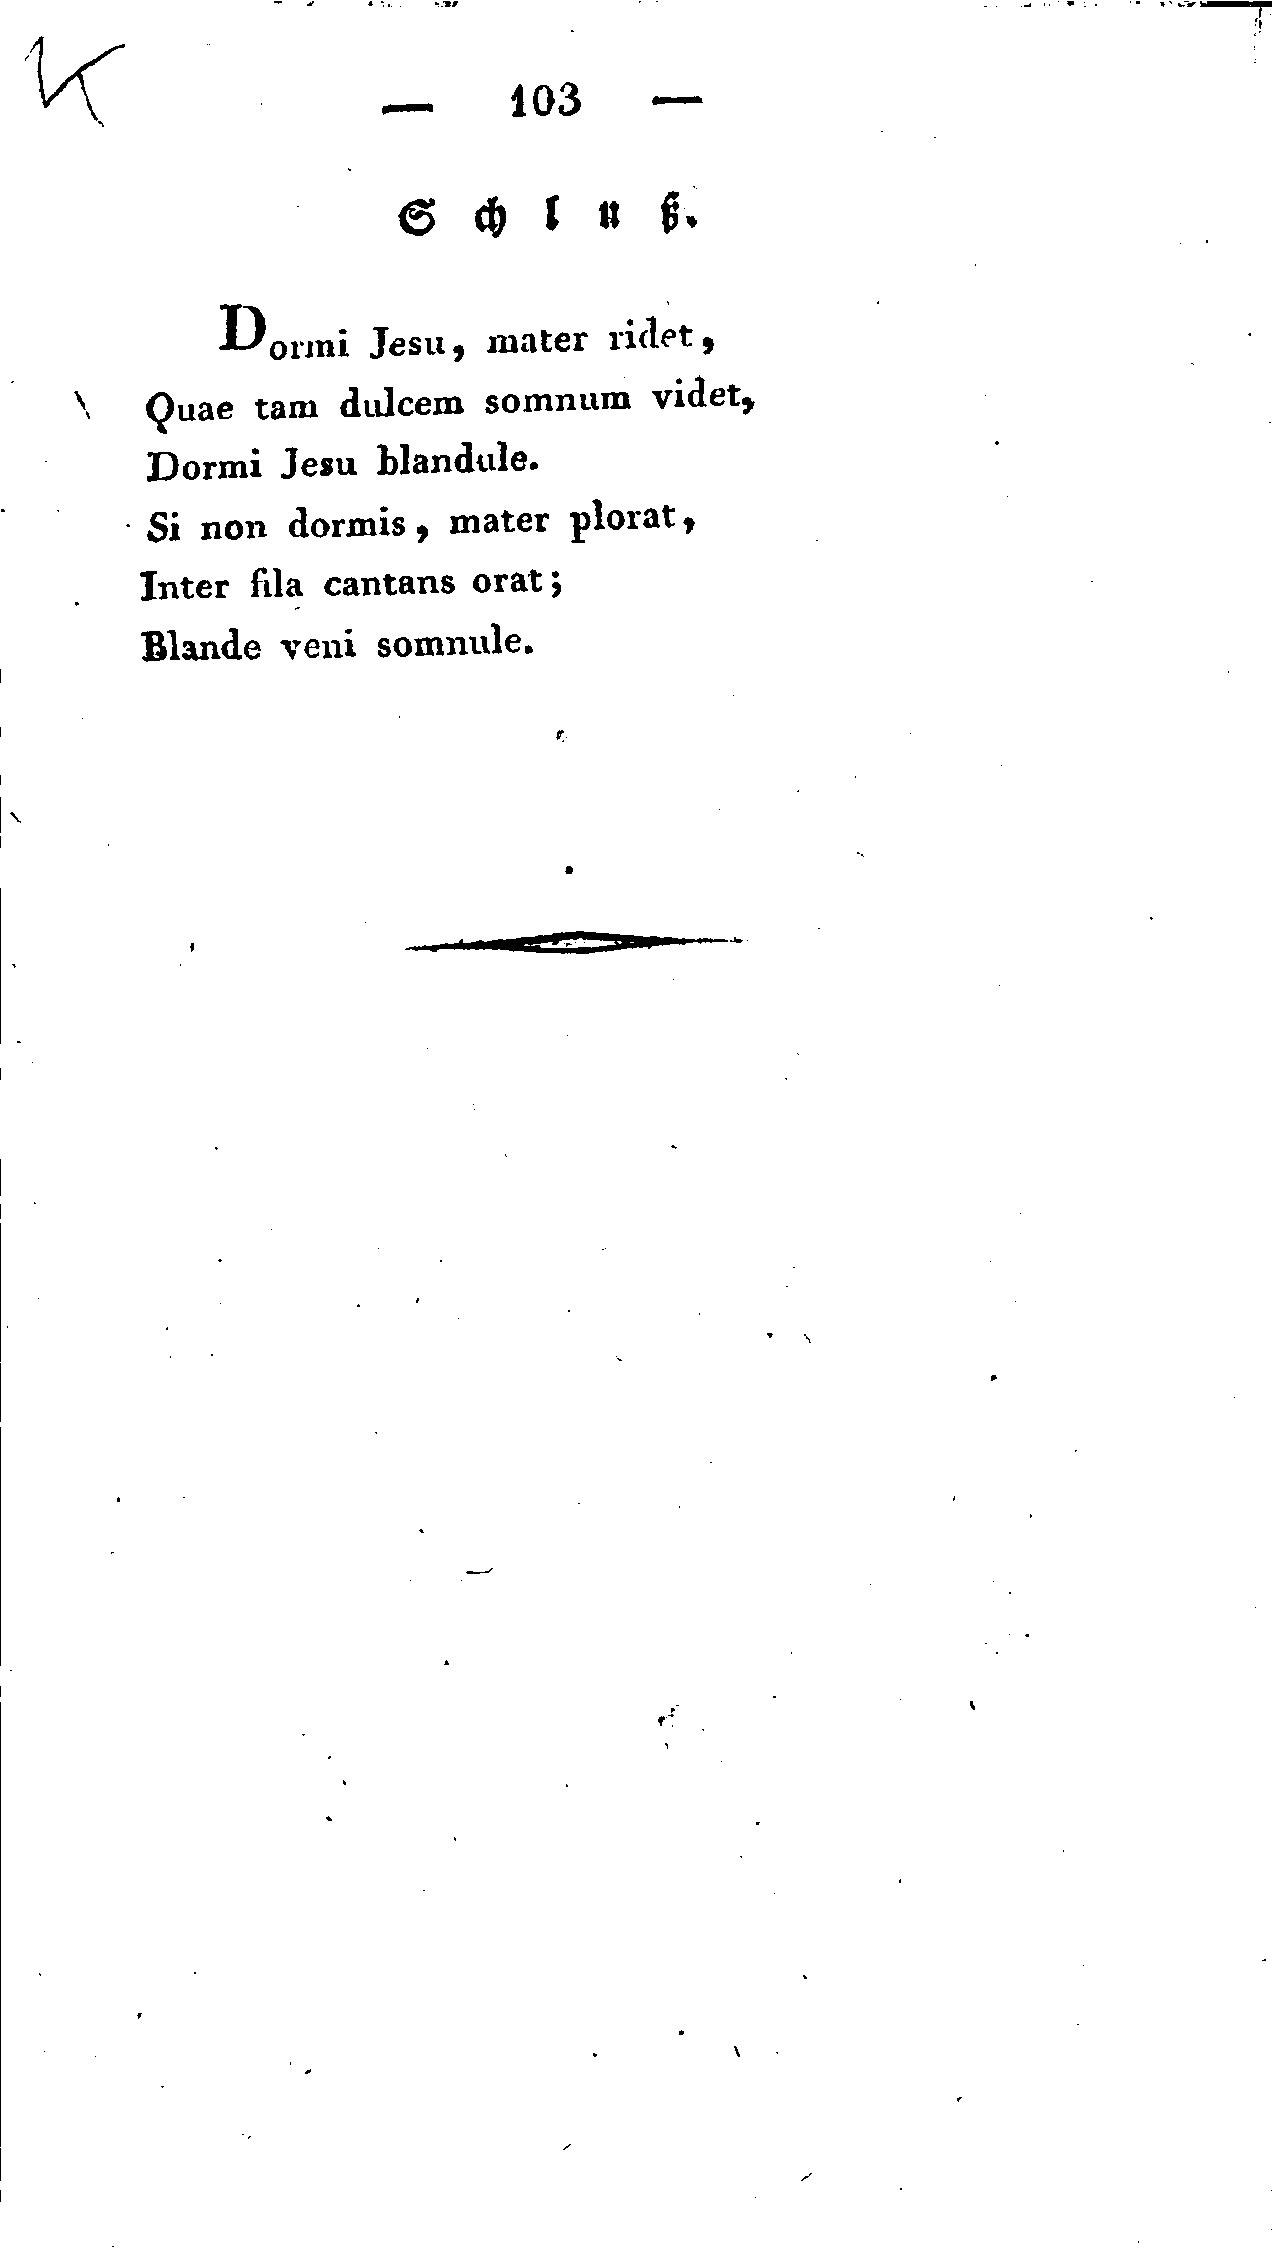 — 103 —
Schluß.
Dormi Jesu, mater ridet,
Quae tam dulcem somnum videt,
Dormi Jesu blandule.
Si non dormis, mater plorat,
Inter fila cantans orat;
Blande veni somnule.